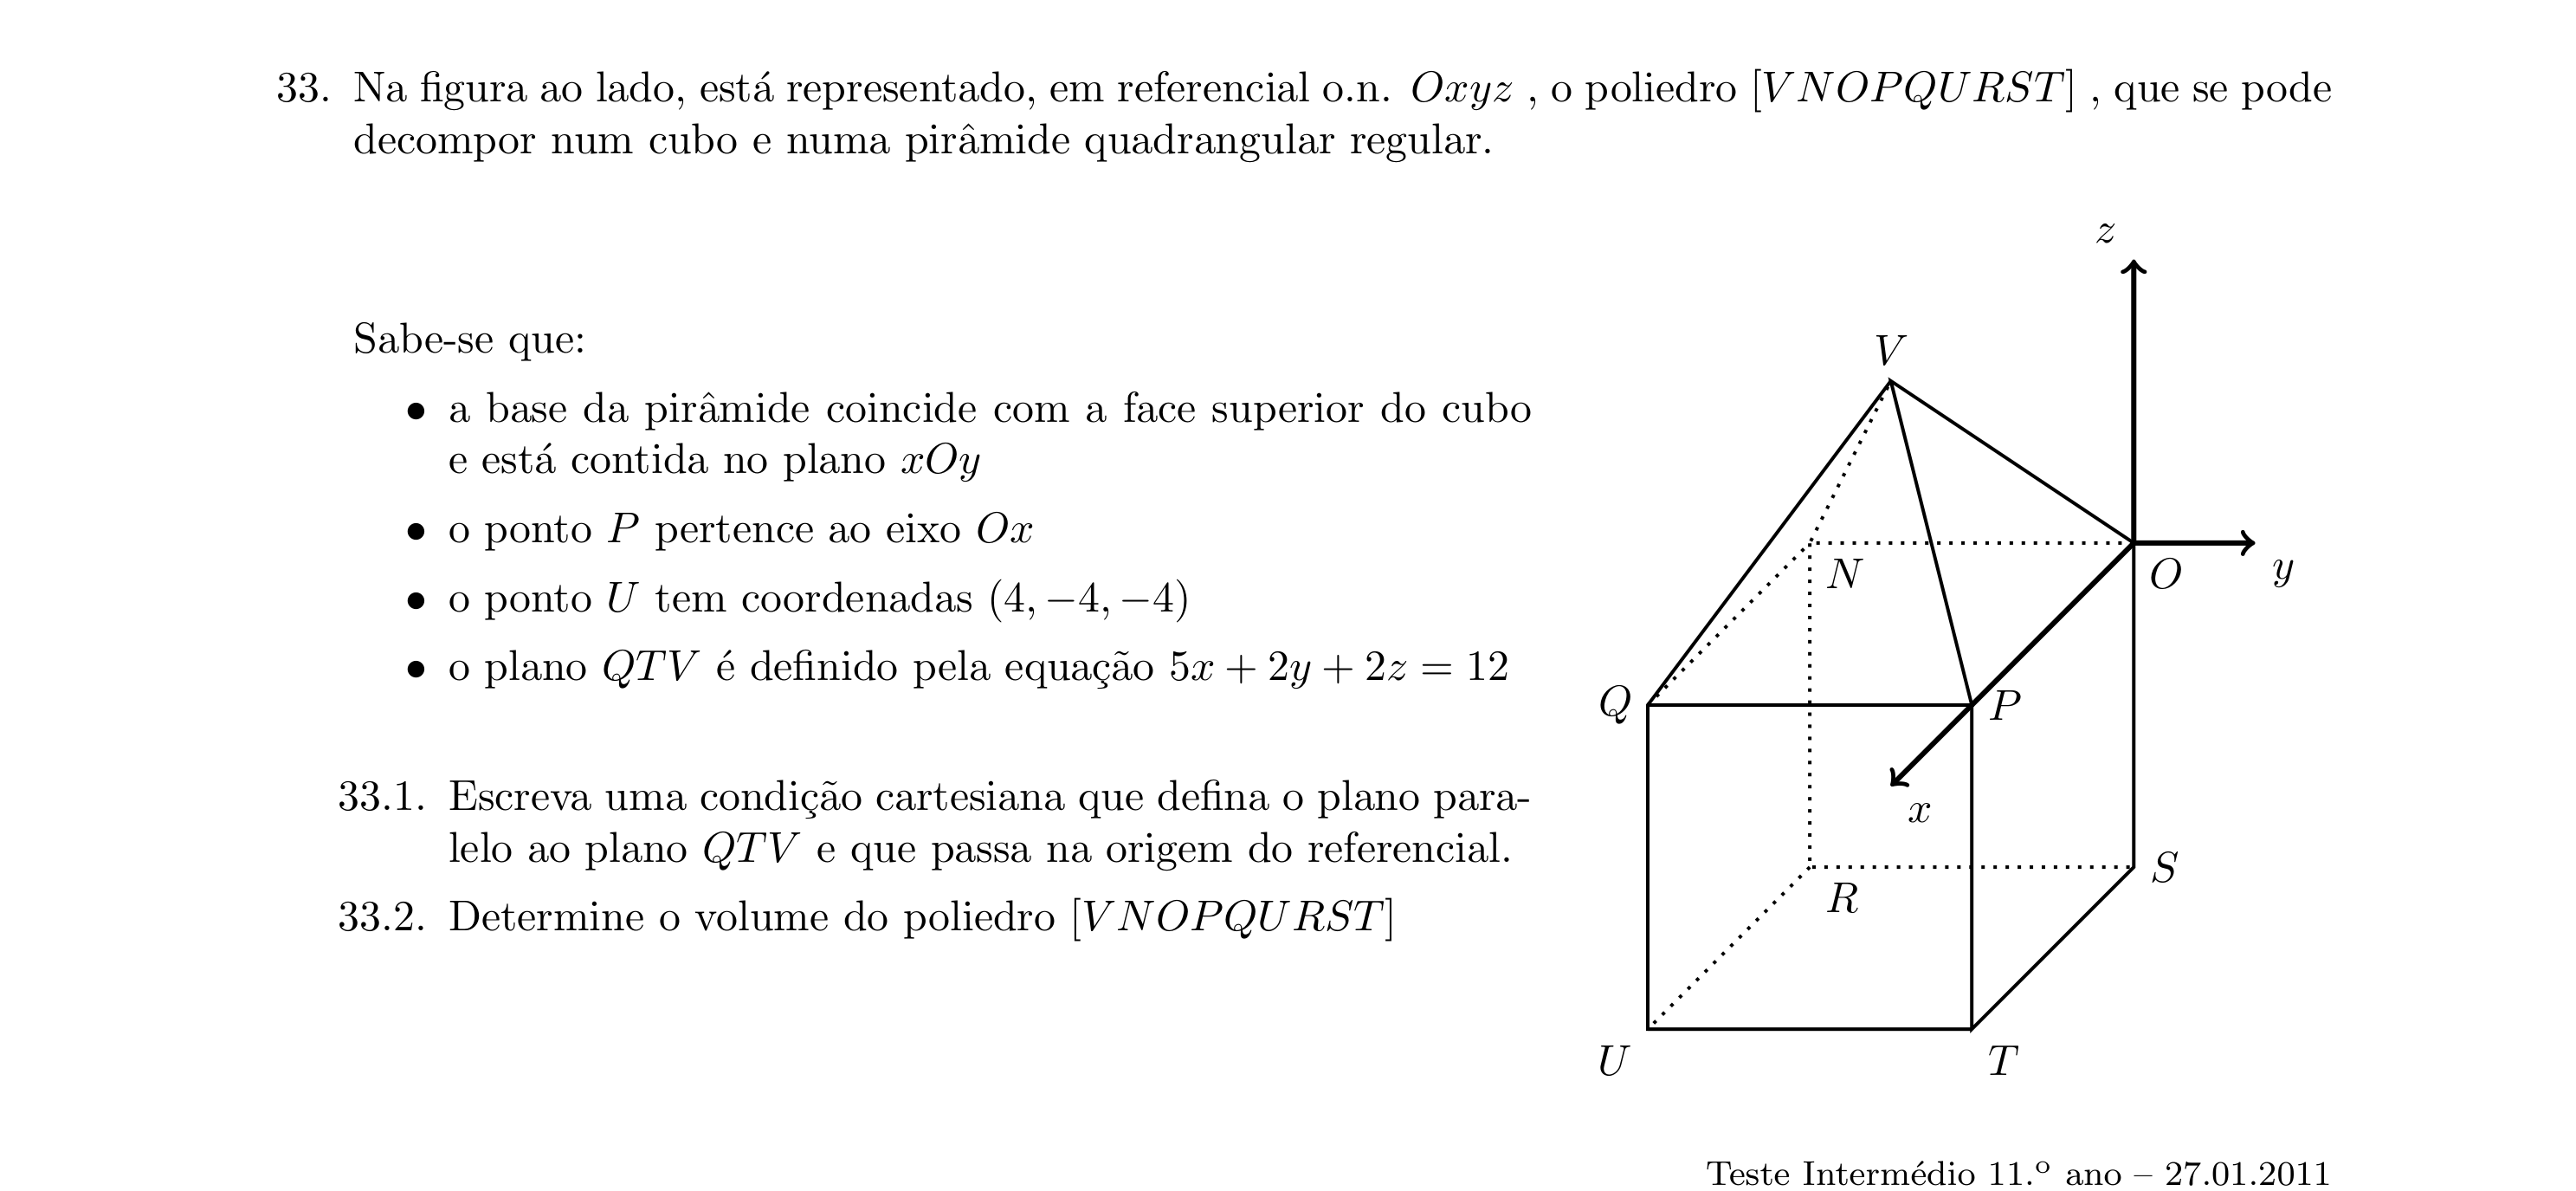 33. Na figura ao lado, está representado, em referencial o.n. Oxyz , o poliedro [VNOPQURST] , que se pode
decompor num cubo e numa pirâmide quadrangular regular.
z
Sabe-se que:
V
• a base da pirâmide coincide com a face superior do cubo
e está contida no plano xOy
• o ponto P pertence ao eixo Ox
N
O
y
• o ponto U tem coordenadas (4, −4, −4)
• o plano QTV é definido pela equação 5x + 2y + 2z = 12
Q
P
33.1. Escreva uma condição cartesiana que defina o plano para-
x
lelo ao plano QTV e que passa na origem do referencial.
S
R
33.2. Determine o volume do poliedro [VNOPQURST]
U
T
Teste Intermédio 11.º ano – 27.01.2011